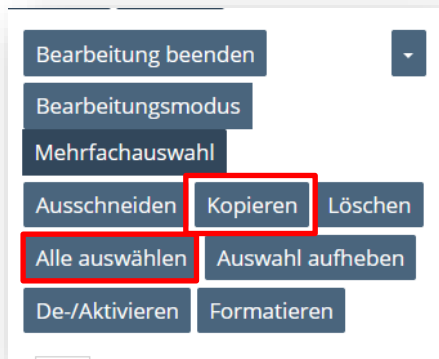 Bearbeitung beenden
Bearbeitungsmodus
Mehrfachauswahl
Ausschneiden Kopieren Löschen
Alle auswählen Auswahl aufheben
De-/Aktivieren Formatieren